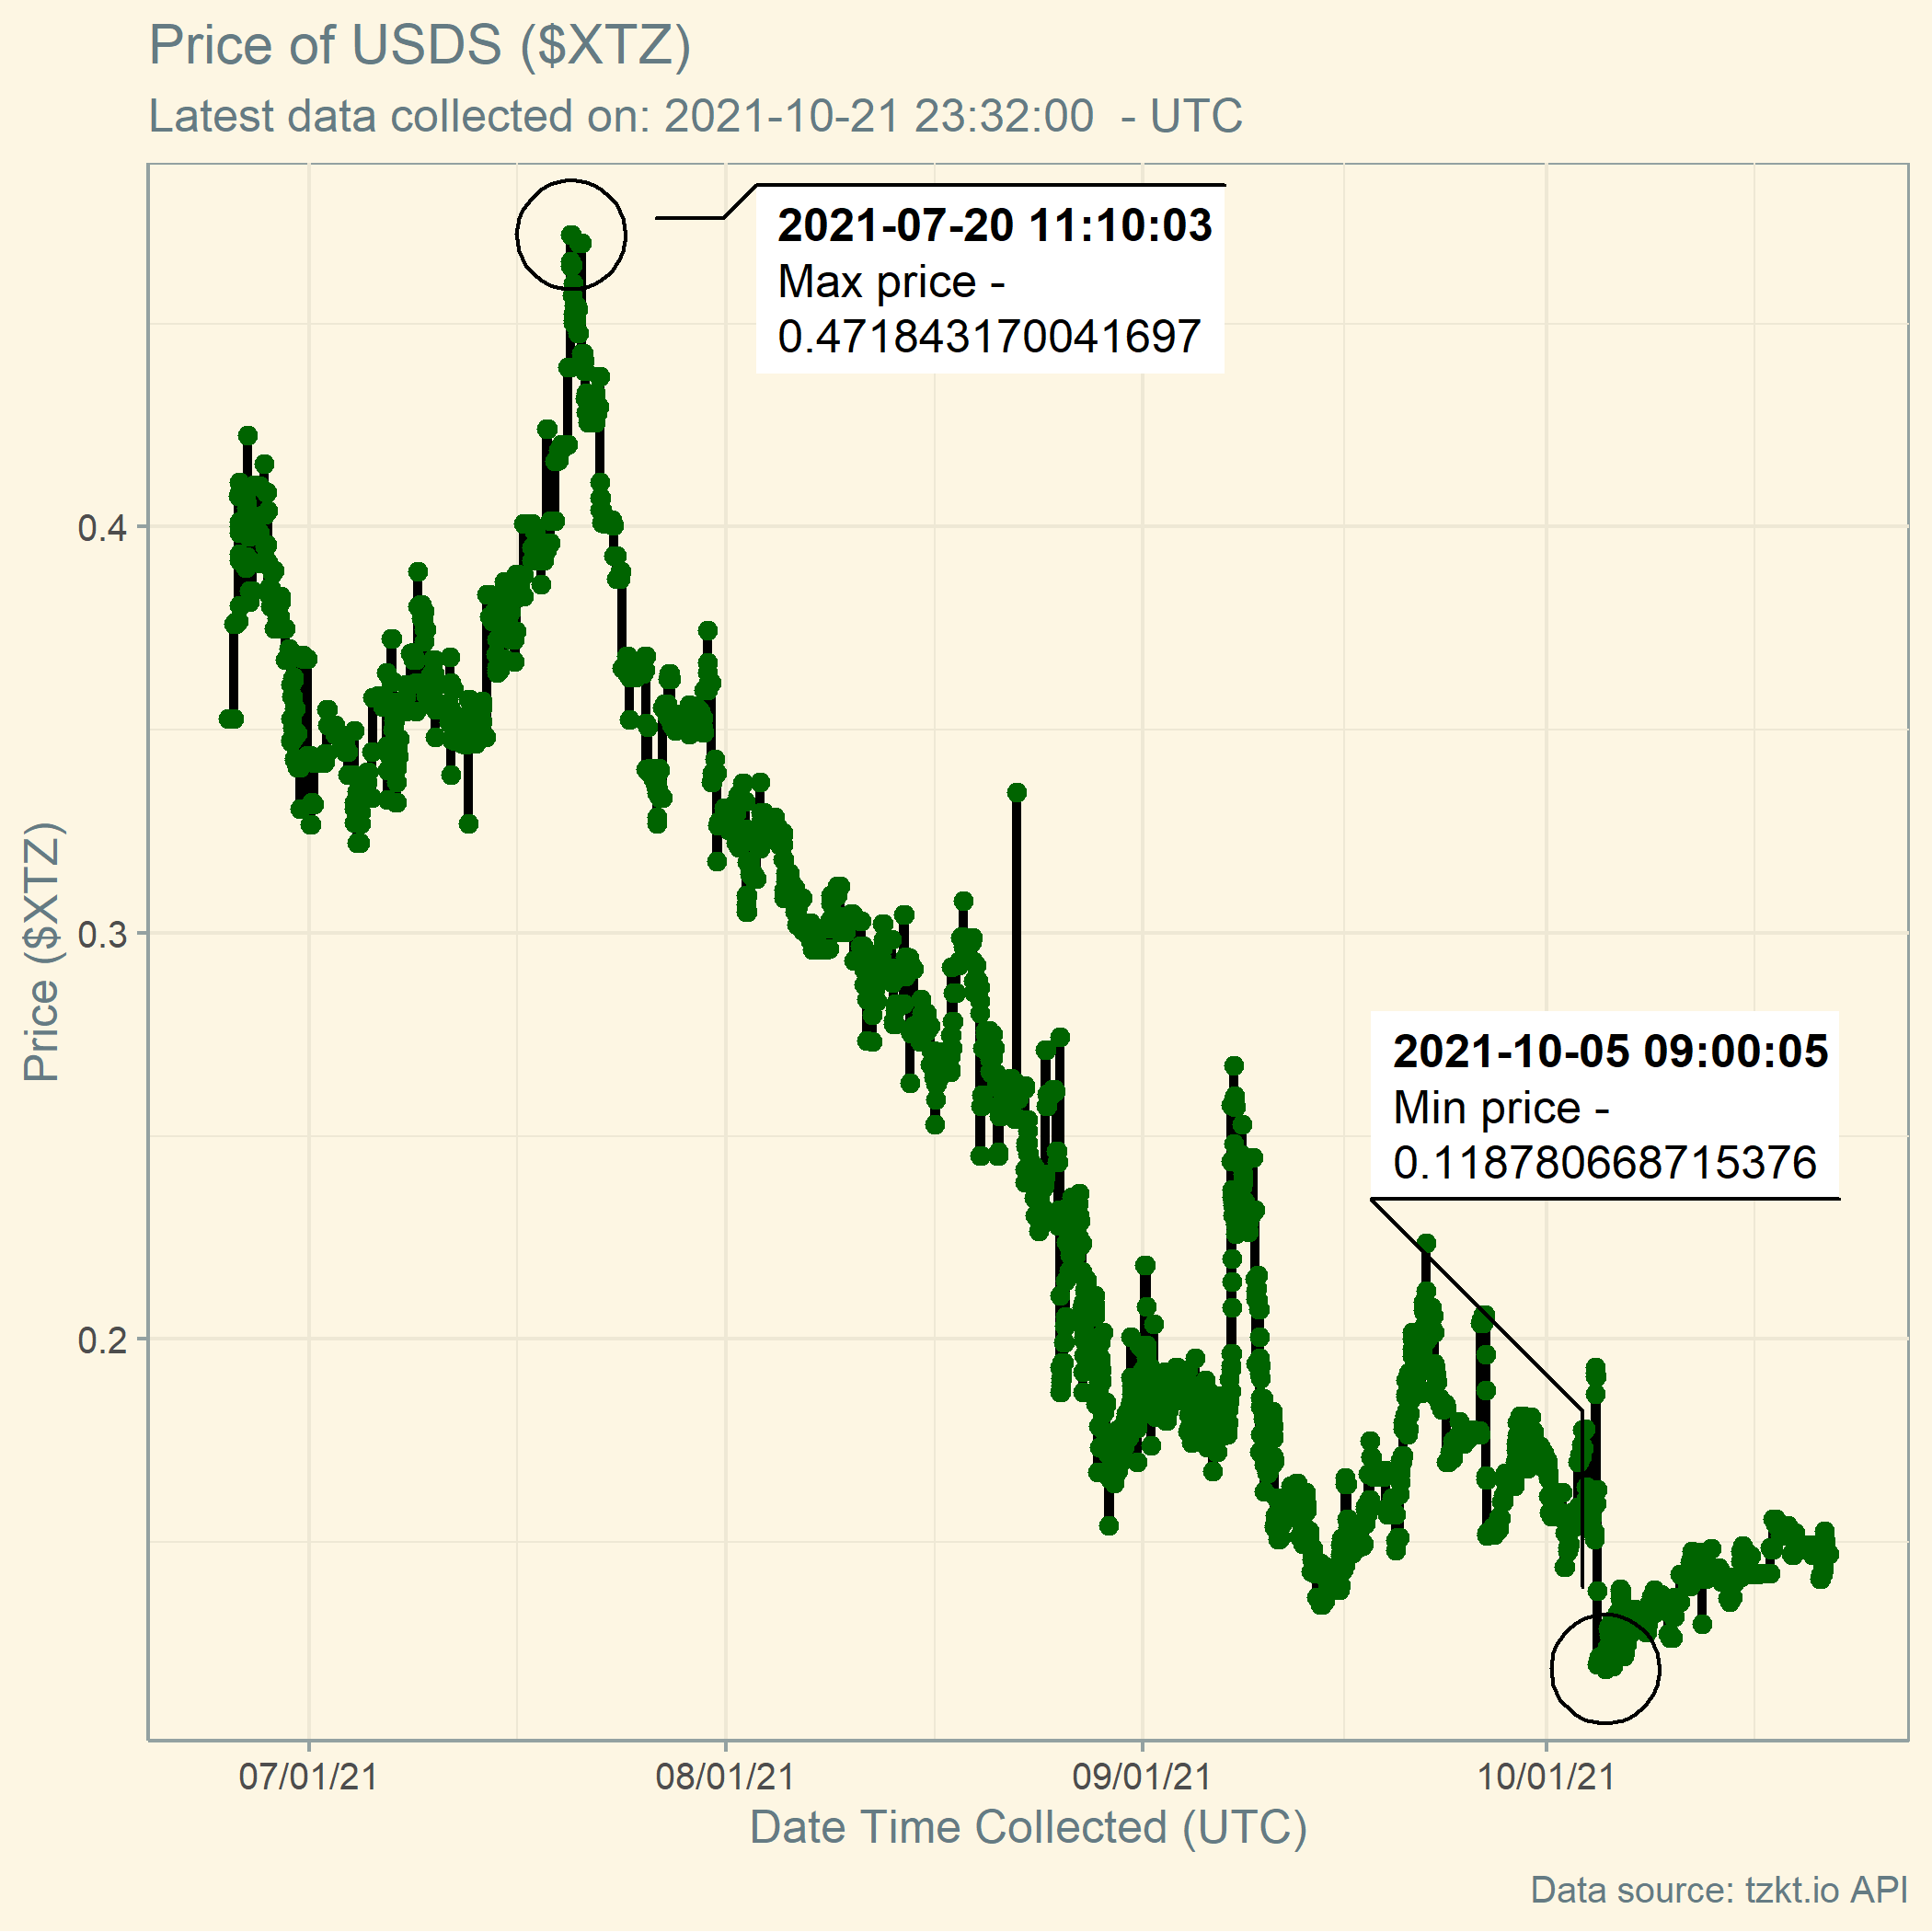 Price of USDS ($XTZ)
Latest data collected on: 2021-10-21 23:32:00  - UTC
2021-07-20 11:10:03
Max price -
0.471843170041697
0.4
0.3
0.2
Price ($XTZ)
2021-10-05 09:00:05
Min price -
0.118780668715376
07/01/21
08/01/21
09/01/21
10/01/21
Date Time Collected (UTC)
Data source: tzkt.io API